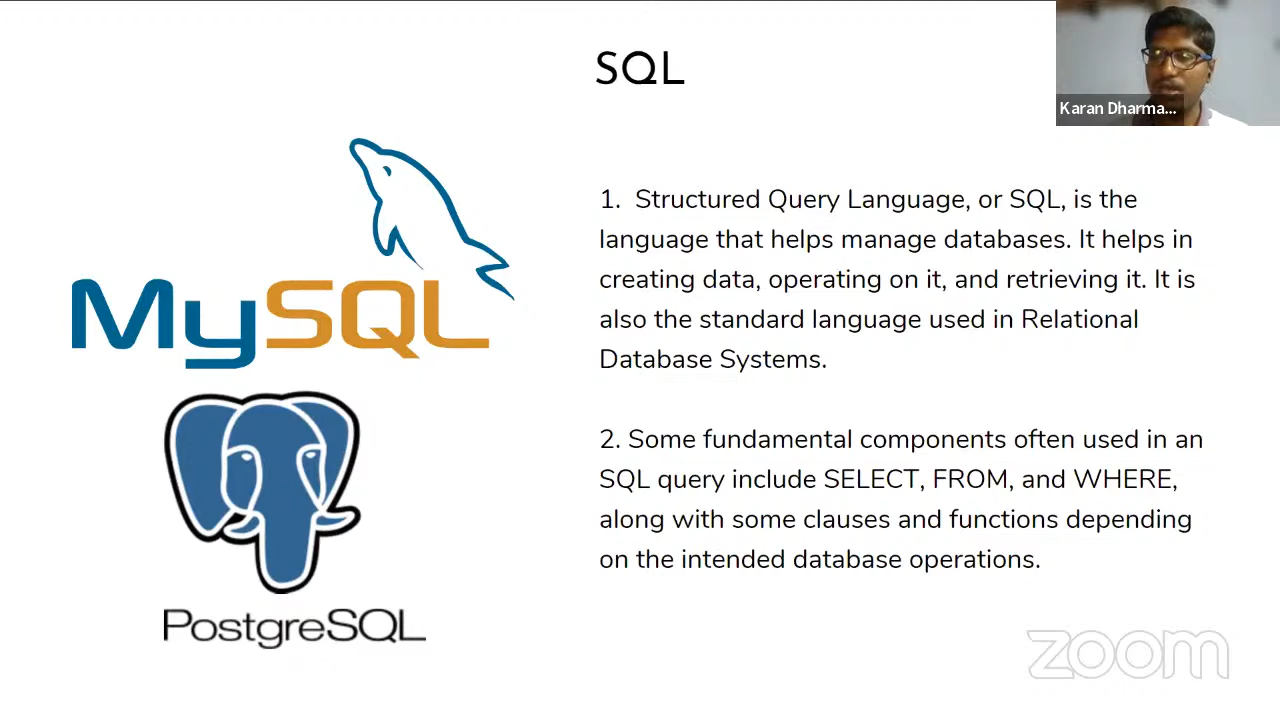 SQL
Karan Dharma...
MySQL
1. Structured Query Language, or SQL, is the
language that helps manage databases. It helps in
creating data, operating on it, and retrieving it. It is
also the standard language used in Relational
Database Systems.
2. Some fundamental components often used in an
SQL query include SELECT, FROM, and WHERE,
along with some clauses and functions depending
on the intended database operations.
PostgreSQL
zoom